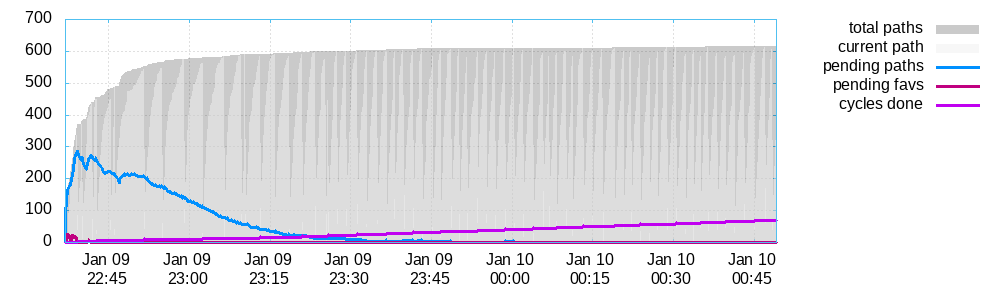 700
600
500
400
300
200
100
0
Jan 09 Jan 09 Jan 09 Jan 09 Jan 09 Jan 10 Jan 10 Jan 10 Jan 10
22:45 23:00 23:15 23:30 23:45 00:00 00:15 00:30 00:45
total paths
current path
pending paths
pending favs
cycles done